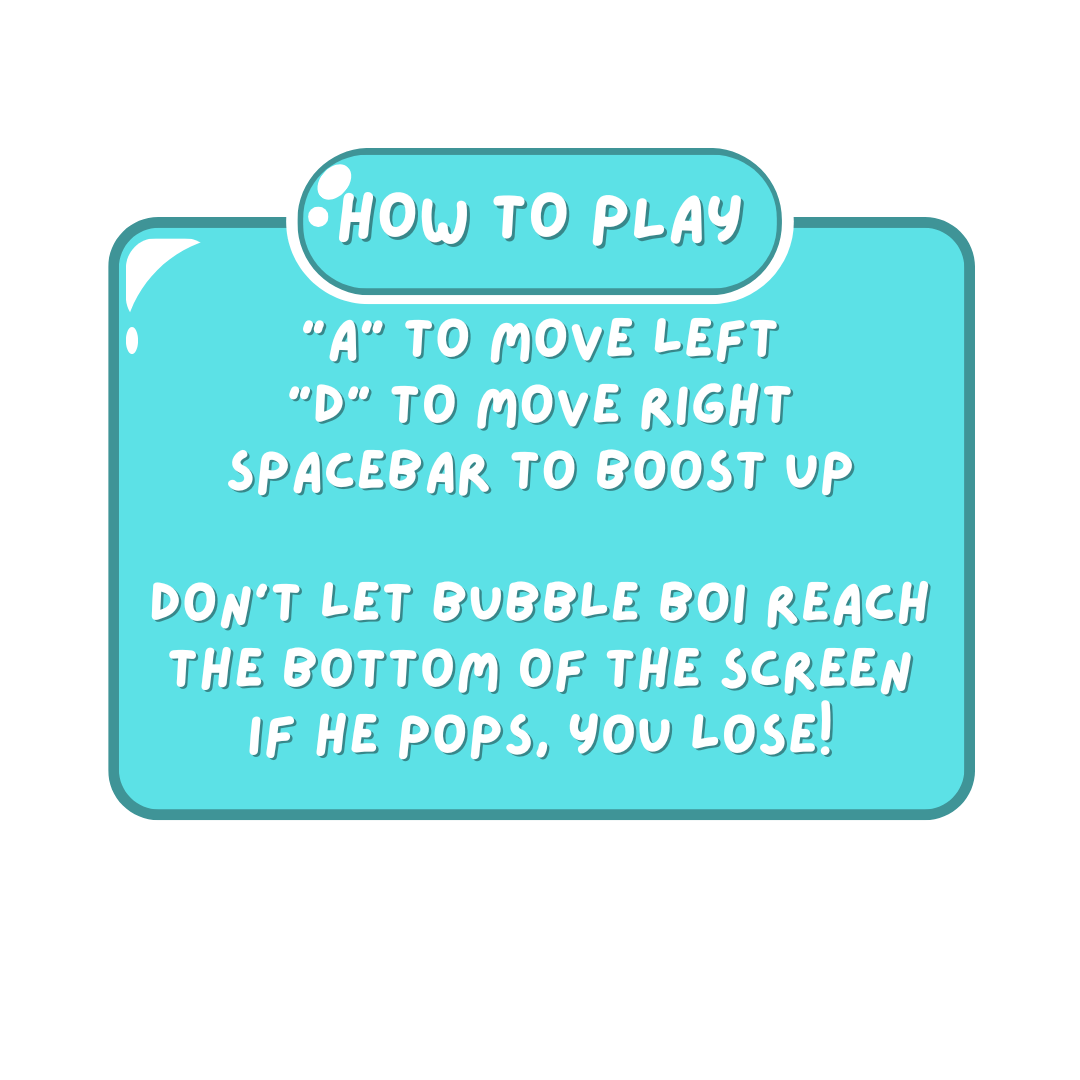 HOW TO PLAY
"A" TO MOVE LEFT
"D" TO MOVE RIGHT
SPACEBAR TO BOOST UP
DON'T LET BUBBLE BOI REACH
THE BOTTOM OF THE SCREEN
IF HE POPS, YOU LOSE!